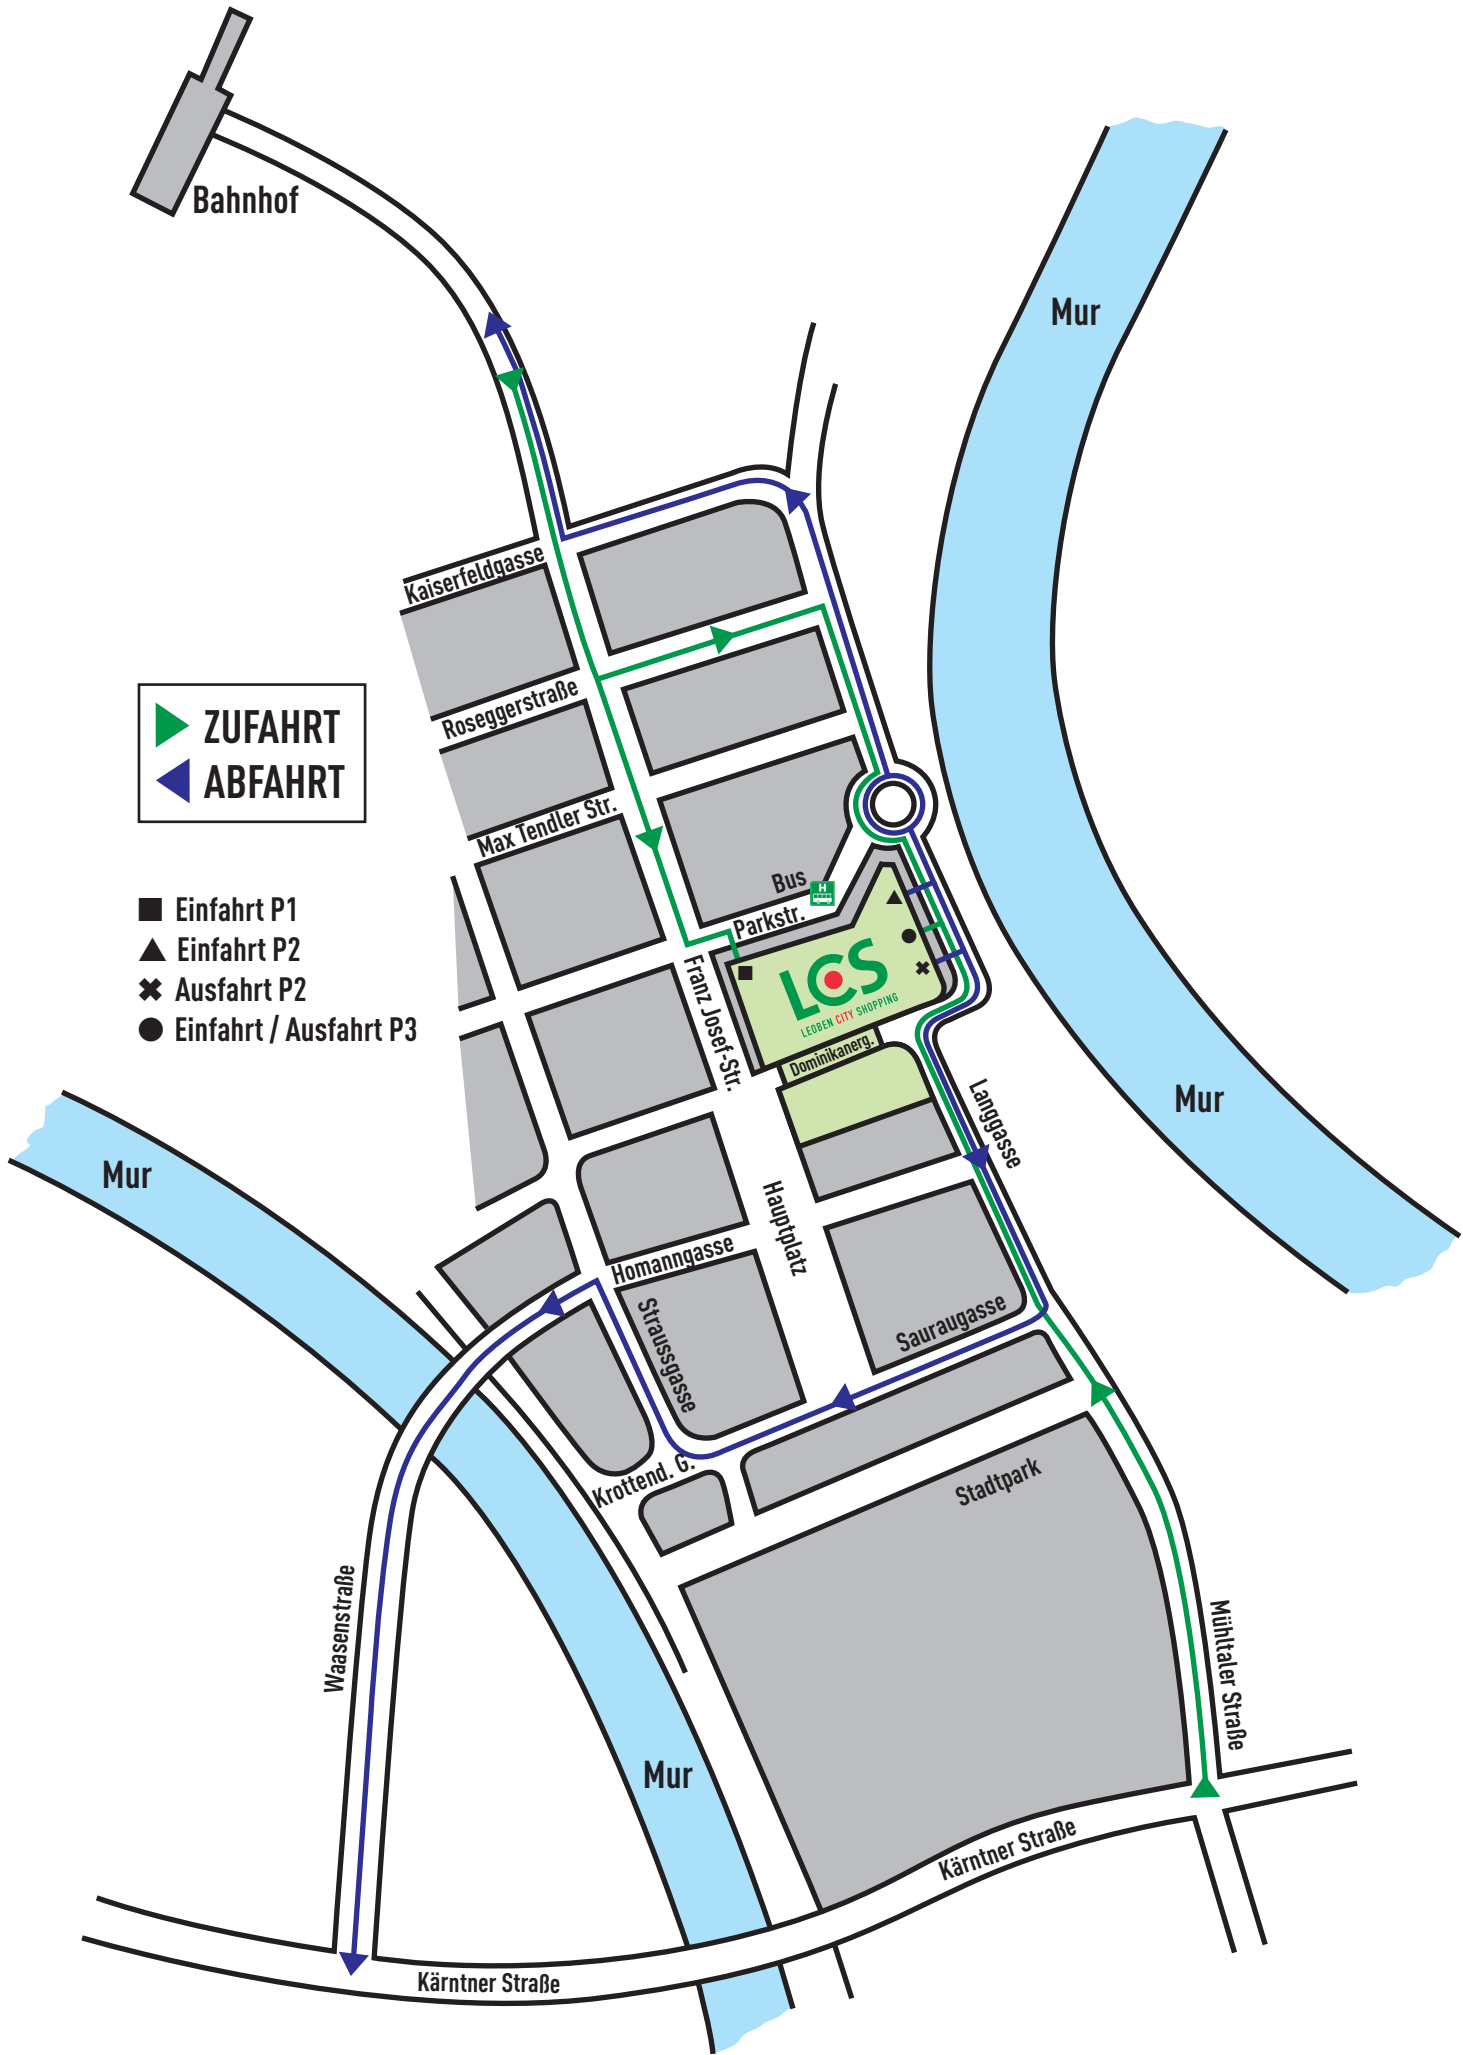 Bahnhof
Mur
Kaiserfeldgasse
Roseggerstraße
ZUFAHRT
ABFAHRT
Max Tendler Str.
Bus
H
Parkstr.
Einfahrt P1
Einfahrt P2
Ausfahrt P2
Einfahrt / Ausfahrt P3
LCS
LEOBEN CITY SHOPPING
Franz Josef-Str.
Dominikanerg.
Langgasse
Mur
Mur
Hauptplatz
Homanngasse
Straussgasse
Sauraugasse
Krottend. G.
Stadtpark
Waasenstraße
Mühltaler Straße
Mur
Kärntner Straße
Kärntner Straße